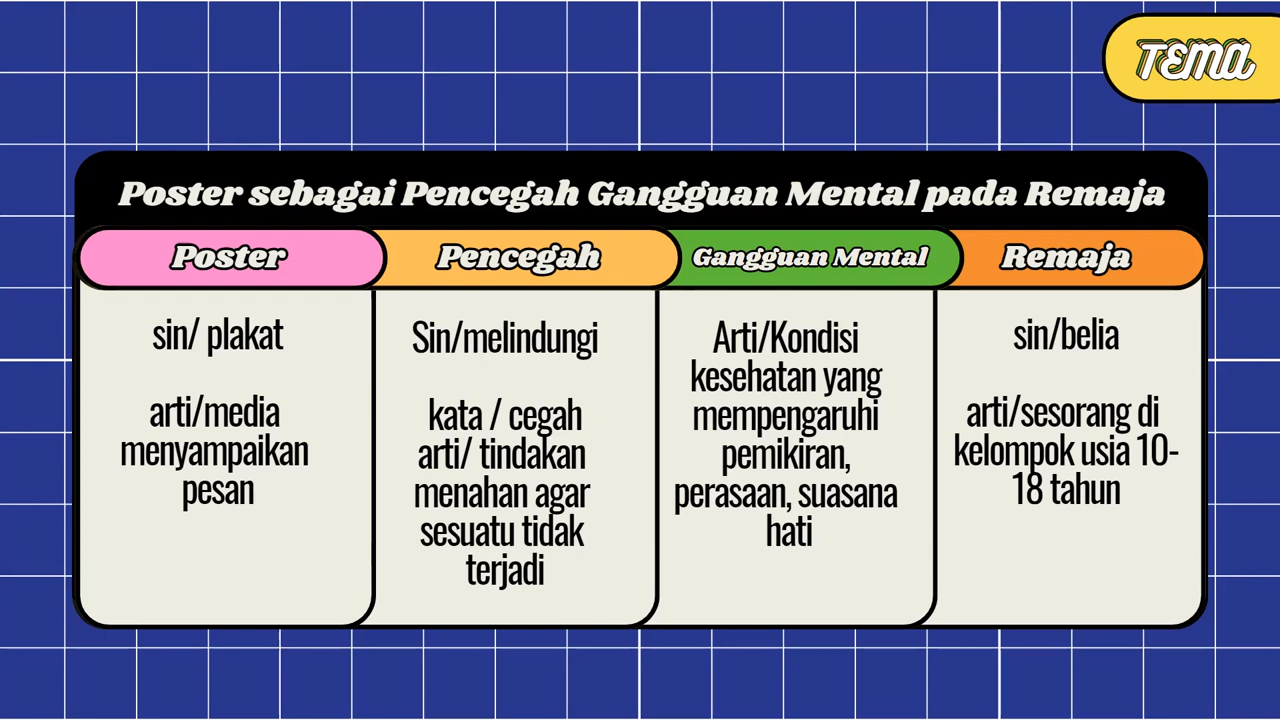 TEMA
Poster sebagai Pencegah Gangguan Mental pada Remaja
Poster
Pencegah
Gangguan Mental
Remaja
sin/ plakat
arti/media
menyampaikan
pesan
Sin/melindungi
kata / cegah
arti/ tindakan
menahan agar
sesuatu tidak
terjadi
Arti/Kondisi
kesehatan yang
mempengaruhi
pemikiran,
perasaan, suasana
hati
sin/belia
arti/sesorang di
kelompok usia 10-
18 tahun